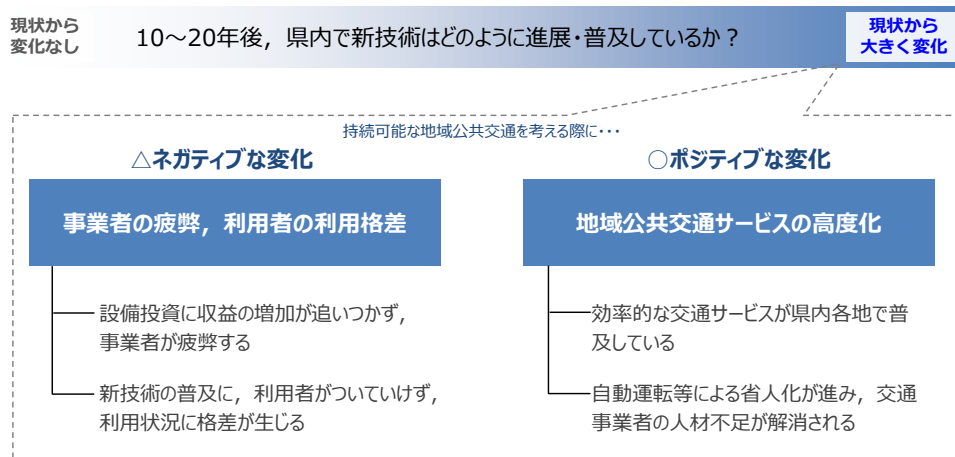 現状から
変化なし
10~20年後，県内で新技術はどのように進展・普及しているか？
現状から
大きく変化
持続可能な地域公共交通を考える際に・・・
△ネガティブな変化
事業者の疲弊，利用者の利用格差
設備投資に収益の増加が追いつかず，
事業者が疲弊する
新技術の普及に，利用者がついていけず，
利用状況に格差が生じる
○ポジティブな変化
地域公共交通サービスの高度化
効率的な交通サービスが県内各地で普
及している
自動運転等による省人化が進み，交通
事業者の人材不足が解消される